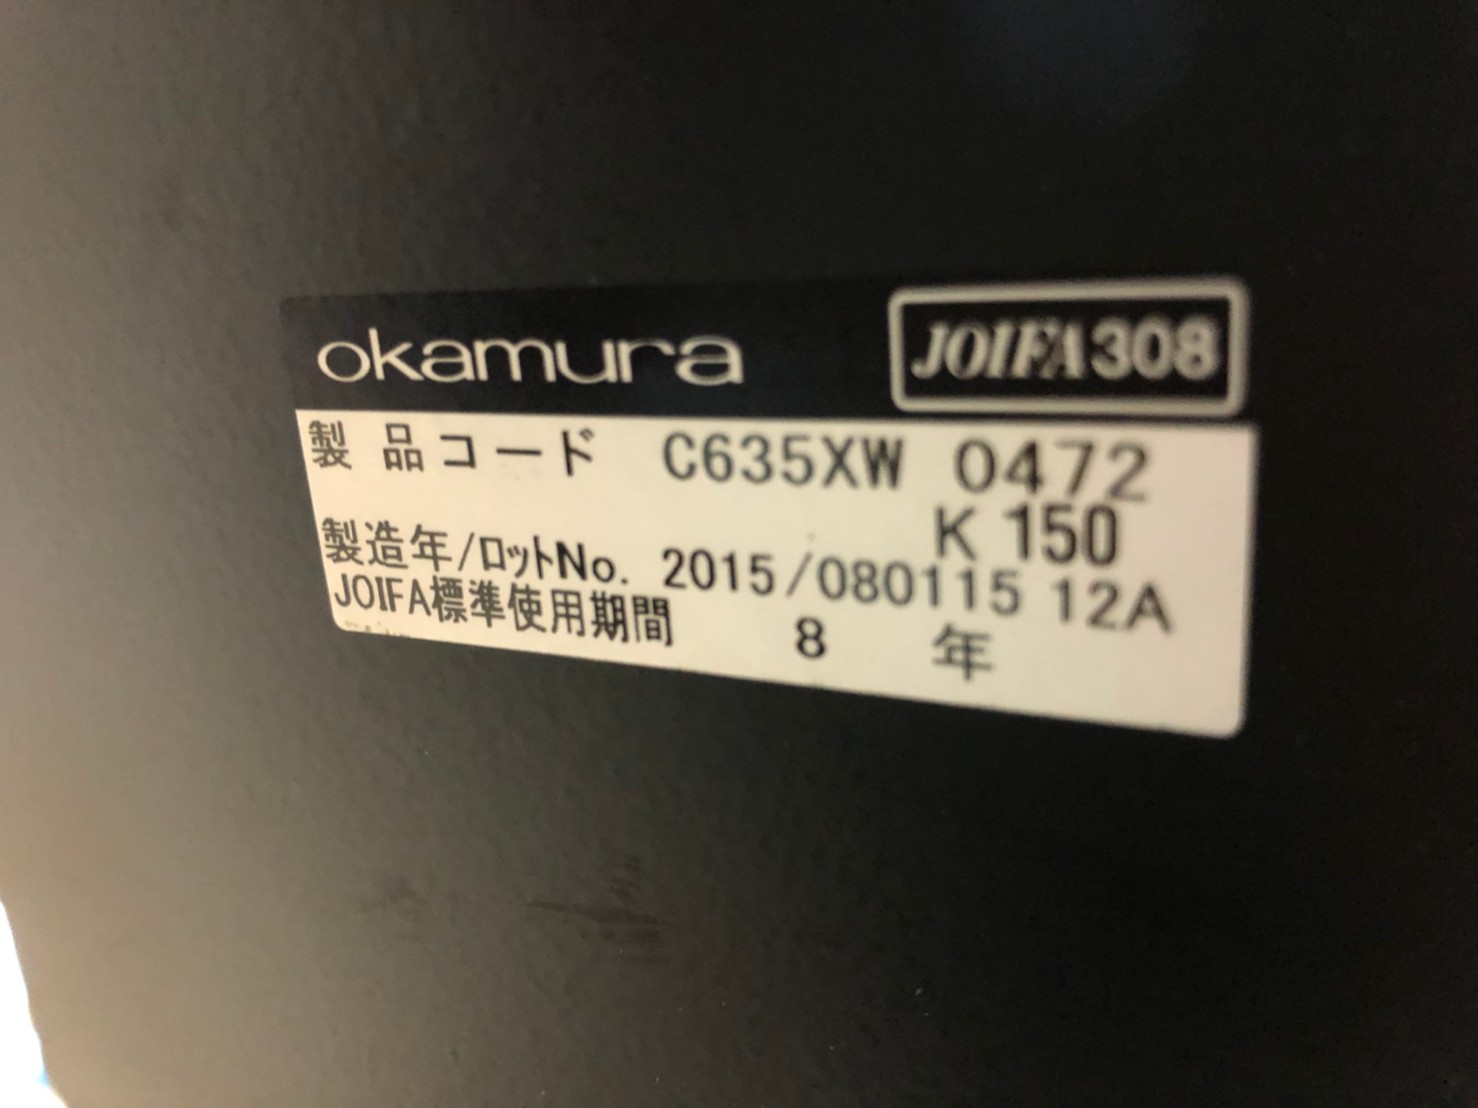 okamura JOIFA308
製品コード C635XW 0472
K 150
製造年/ロットNo. 2015/080115 12A
JOIFA標準使用期間 8 年